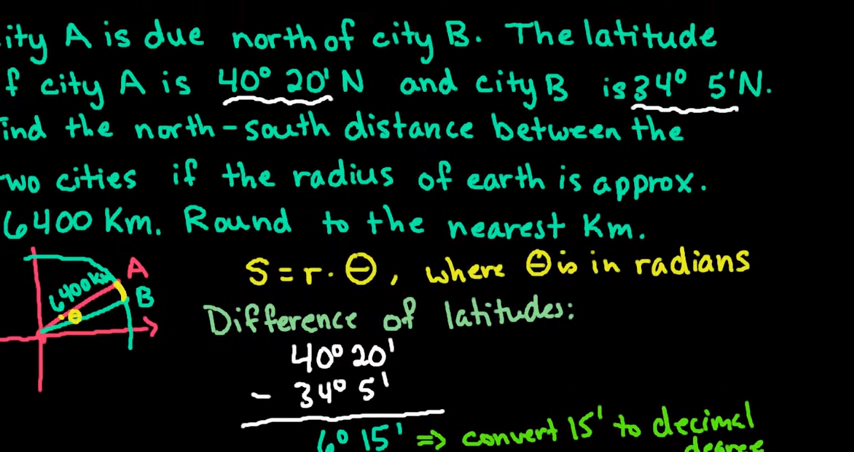 ity A is due north of city B. The latitude
f city A is 40° 20' N and city B is 34° 5' N.
ind the north-south distance between the
wo cities if the radius of earth is approx.
6400 Km. Round to the nearest Km.
S = r · θ, where θ is in radians
A
B
6400 km
θ
Difference of latitudes:
40° 20'
- 34° 5'
6° 15' ⇒ convert 15' to decimal
degree